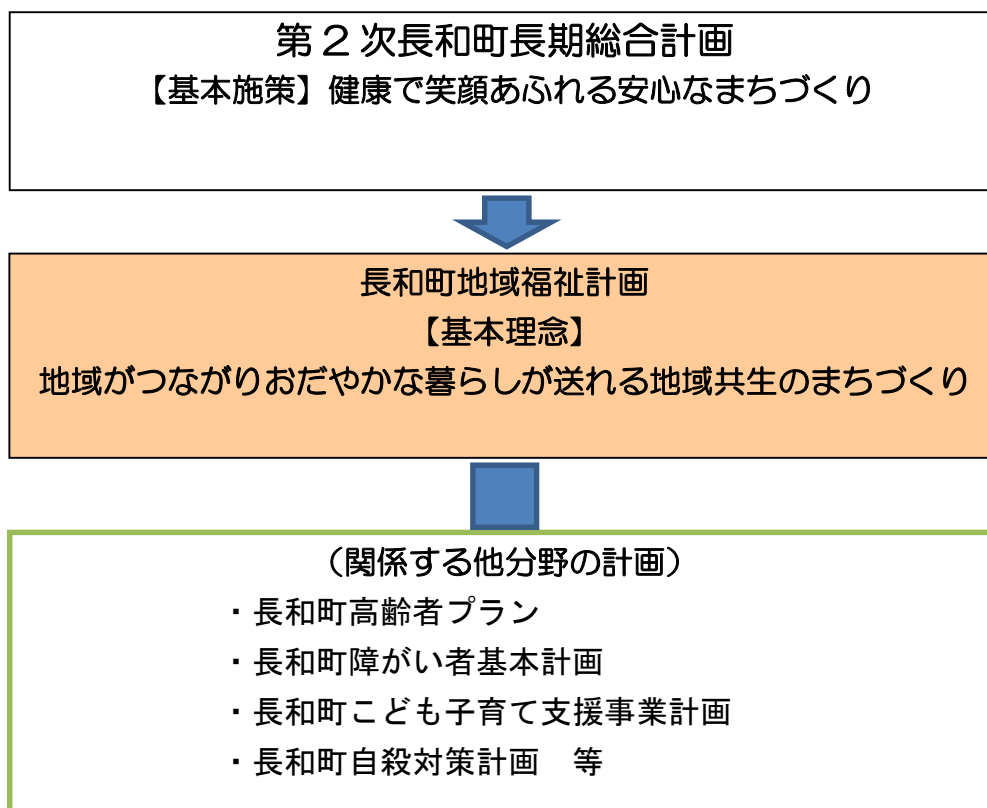 第２次長和町長期総合計画
【基本施策】健康で笑顔あふれる安心なまちづくり
長和町地域福祉計画
【基本理念】
地域がつながりおだやかな暮らしが送れる地域共生のまちづくり
（関係する他分野の計画）
・長和町高齢者プラン
・長和町障がい者基本計画
・長和町こども子育て支援事業計画
・長和町自殺対策計画　等